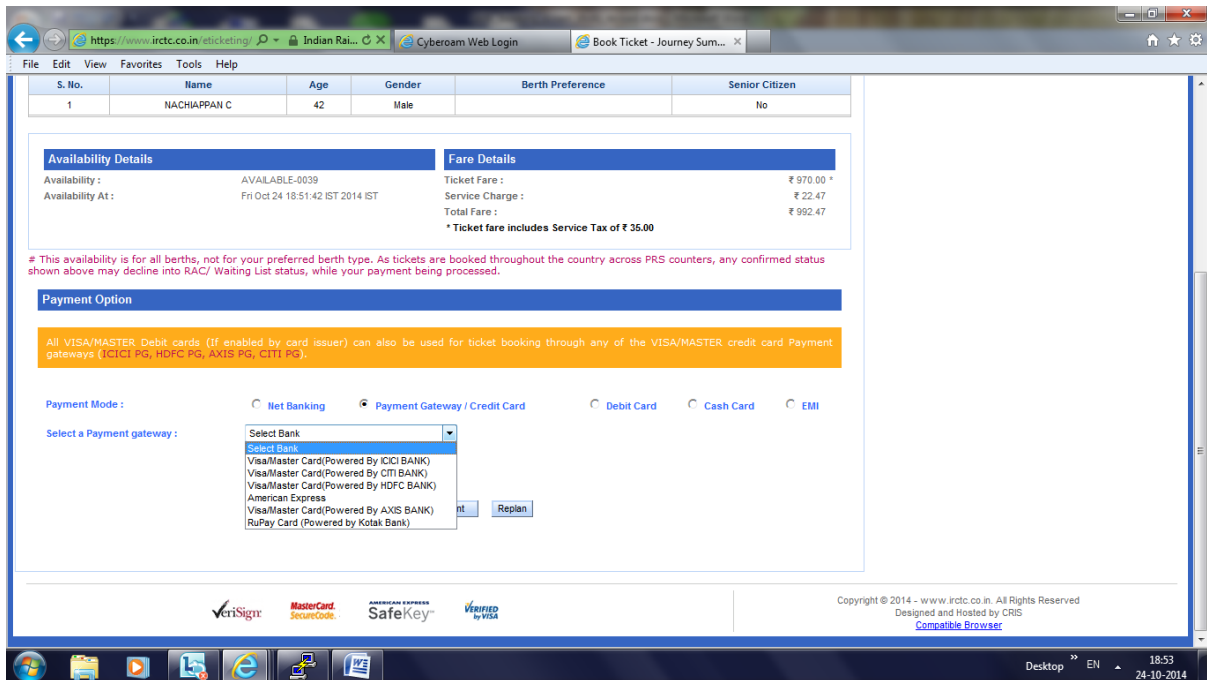 https://www.irctc.co.in/eticketing/
Indian Rai...
Cyberoam Web Login
Book Ticket - Journey Sum...
File Edit View Favorites Tools Help
S. No. Name Age Gender Berth Preference Senior Citizen
1 NACHIAPPAN C 42 Male No
Availability Details Fare Details
Availability : AVAILABLE-0039 Ticket Fare : ₹ 970.00 *
Availability At : Fri Oct 24 18:51:42 IST 2014 IST Service Charge : ₹ 22.47
Total Fare : ₹ 992.47
* Ticket fare includes Service Tax of ₹ 35.00
# This availability is for all berths, not for your preferred berth type. As tickets are booked throughout the country across PRS counters, any confirmed status
shown above may decline into RAC/ Waiting List status, while your payment being processed.
Payment Option
All VISA/MASTER Debit cards (If enabled by card issuer) can also be used for ticket booking through any of the VISA/MASTER credit card Payment
gateways (ICICI PG, HDFC PG, AXIS PG, CITI PG).
Payment Mode : Net Banking Payment Gateway / Credit Card Debit Card Cash Card EMI
Select a Payment gateway : Select Bank
Select Bank
Visa/Master Card(Powered By ICICI BANK)
Visa/Master Card(Powered By CITI BANK)
Visa/Master Card(Powered By HDFC BANK)
American Express
Visa/Master Card(Powered By AXIS BANK) nt Replan
RuPay Card (Powered by Kotak Bank)
VeriSign
MasterCard.
SecureCode.
AMERICAN EXPRESS
SafeKey
VERIFIED
by VISA
Copyright © 2014 - www.irctc.co.in. All Rights Reserved
Designed and Hosted by CRIS
Compatible Browser
Desktop » EN 18:53
24-10-2014